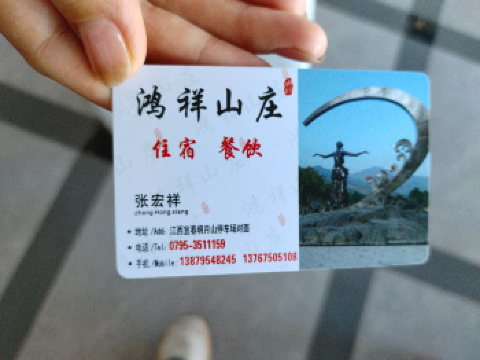 鸿祥山庄
住宿 餐饮
张宏祥
zhang Hong xiang
地址/Add: 江西宜春明月山停车场对面
电话/Tel: 0795-3511159
手机/Mobile: 13879548245 13767505108